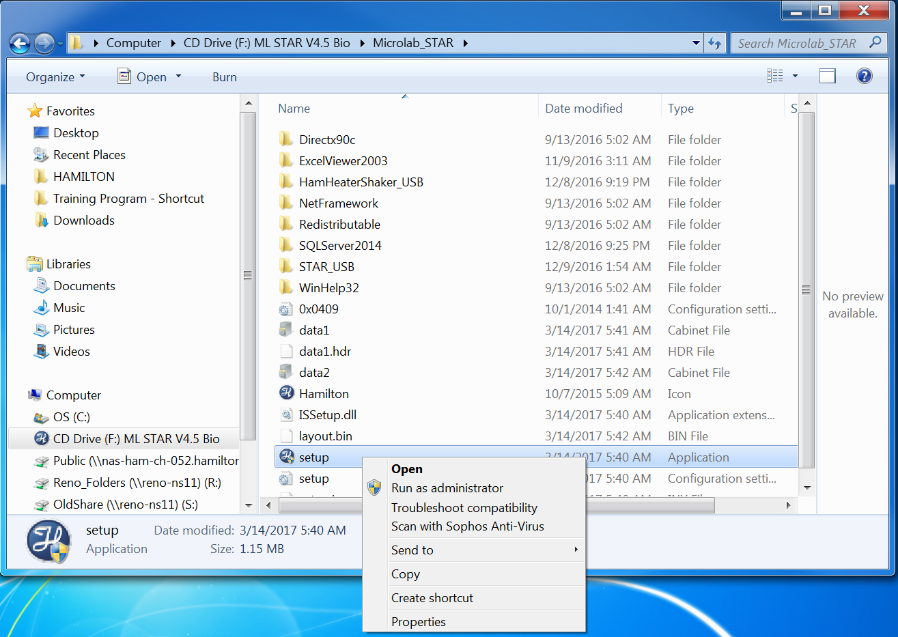 Computer ▸ CD Drive (F:) ML STAR V4.5 Bio ▸ Microlab_STAR ▸
Search Microlab_STAR
Organize Open Burn
Favorites
Desktop
Recent Places
HAMILTON
Training Program - Shortcut
Downloads
Libraries
Documents
Music
Pictures
Videos
Computer
OS (C:)
CD Drive (F:) ML STAR V4.5 Bio
Public (\\nas-ham-ch-052.hamilton
Reno_Folders (\\reno-ns11) (R:)
OldShare (\\reno-ns11) (S:)
Name Date modified Type S
Directx90c 9/13/2016 5:02 AM File folder
ExcelViewer2003 11/9/2016 3:11 AM File folder
HamHeaterShaker_USB 12/8/2016 9:19 PM File folder
NetFramework 9/13/2016 5:02 AM File folder
Redistributable 9/13/2016 5:02 AM File folder
SQLServer2014 12/8/2016 9:25 PM File folder
STAR_USB 12/9/2016 1:54 AM File folder
WinHelp32 9/13/2016 5:02 AM File folder
0x0409 10/1/2014 1:41 AM Configuration setti...
data1 3/14/2017 5:41 AM Cabinet File
data1.hdr 3/14/2017 5:41 AM HDR File
data2 3/14/2017 5:42 AM Cabinet File
Hamilton 10/7/2015 5:09 AM Icon
ISSetup.dll 3/14/2017 5:40 AM Application extens...
layout.bin 3/14/2017 5:42 AM BIN File
setup 3/14/2017 5:40 AM Application
setup 017 5:40 AM Configuration setti...
No preview
available.
Open
Run as administrator
Troubleshoot compatibility
Scan with Sophos Anti-Virus
Send to
Copy
Create shortcut
Properties
setup Date modified: 3/14/2017 5:40 AM
Application Size: 1.15 MB